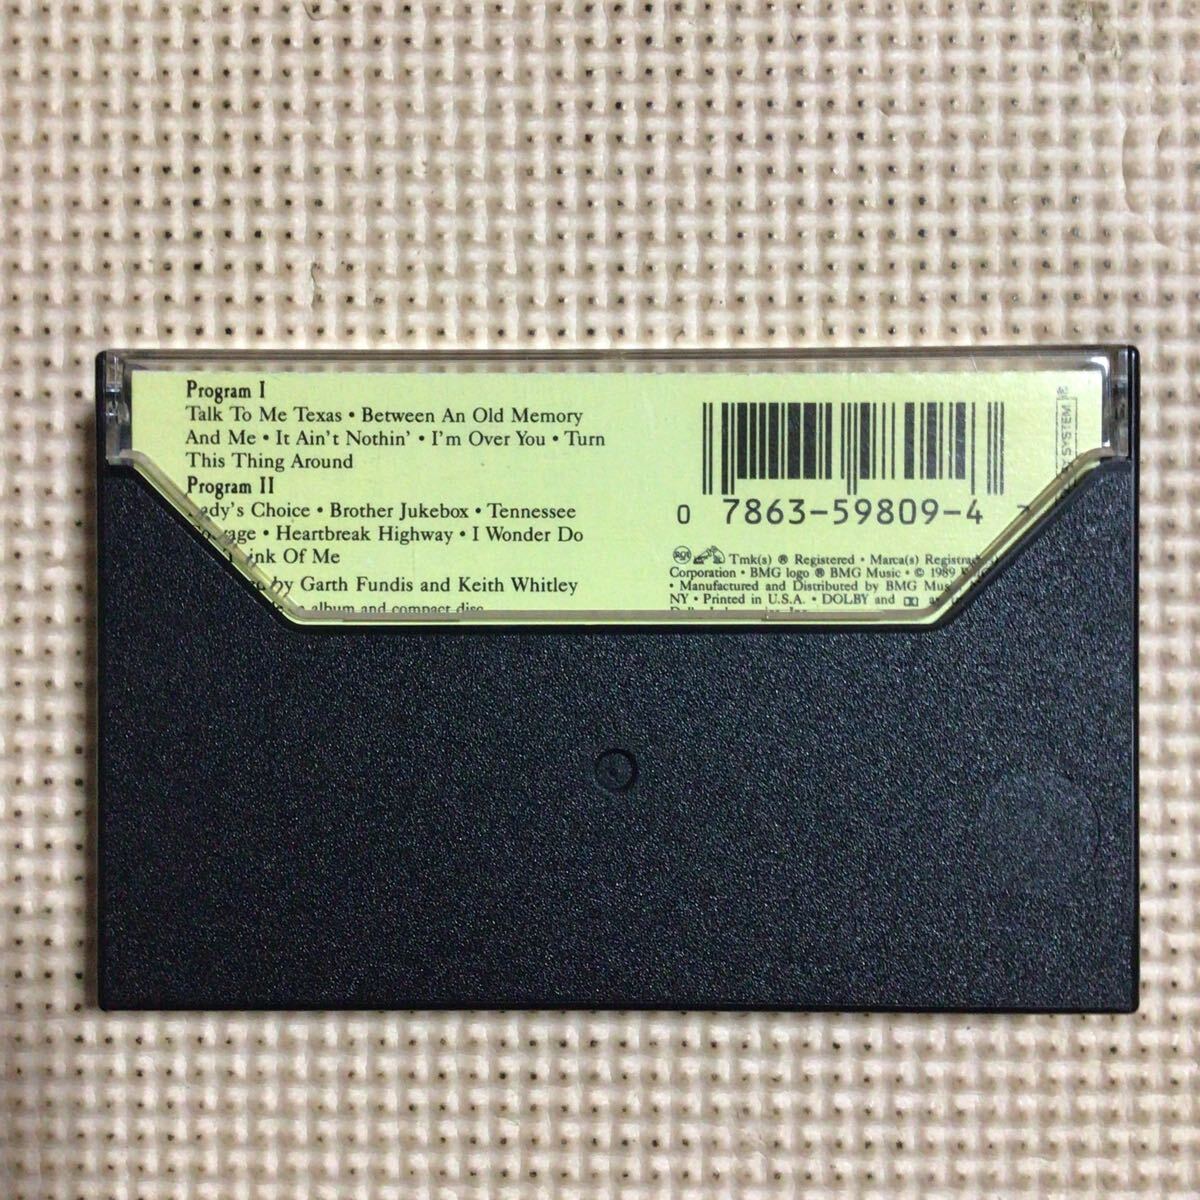 Program I
Talk To Me Texas • Between An Old Memory
And Me • It Ain't Nothin' • I'm Over You • Turn
This Thing Around
Program II
Lady's Choice • Brother Jukebox • Tennessee
Courage • Heartbreak Highway • I Wonder Do
Of Me
by Garth Fundis and Keith Whitley
album and compact disc
0 7863-59809-4
RCA Tmk(s) ® Registered • Marca(s)
Corporation • BMG logo ® BMG Music • © 1989
• Manufactured and Distributed by BMG
NY • Printed in U.S.A. • DOLBY and
SYSTEM